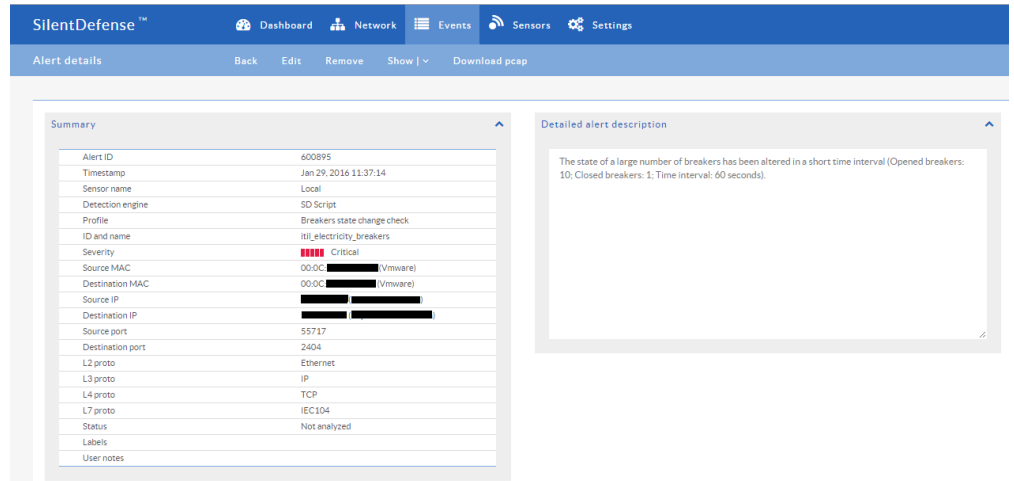 SilentDefense™ Dashboard Network Events Sensors Settings
Alert details Back Edit Remove Show | Download pcap
Summary
Alert ID 600895
Timestamp Jan 29, 2016 11:37:14
Sensor name Local
Detection engine SD Script
Profile Breakers state change check
ID and name itil_electricity_breakers
Severity Critical
Source MAC 00:0C: (Vmware)
Destination MAC 00:0C: (Vmware)
Source IP ( )
Destination IP ( )
Source port 55717
Destination port 2404
L2 proto Ethernet
L3 proto IP
L4 proto TCP
L7 proto IEC104
Status Not analyzed
Labels
User notes
Detailed alert description
The state of a large number of breakers has been altered in a short time interval (Opened breakers:
10; Closed breakers: 1; Time interval: 60 seconds).